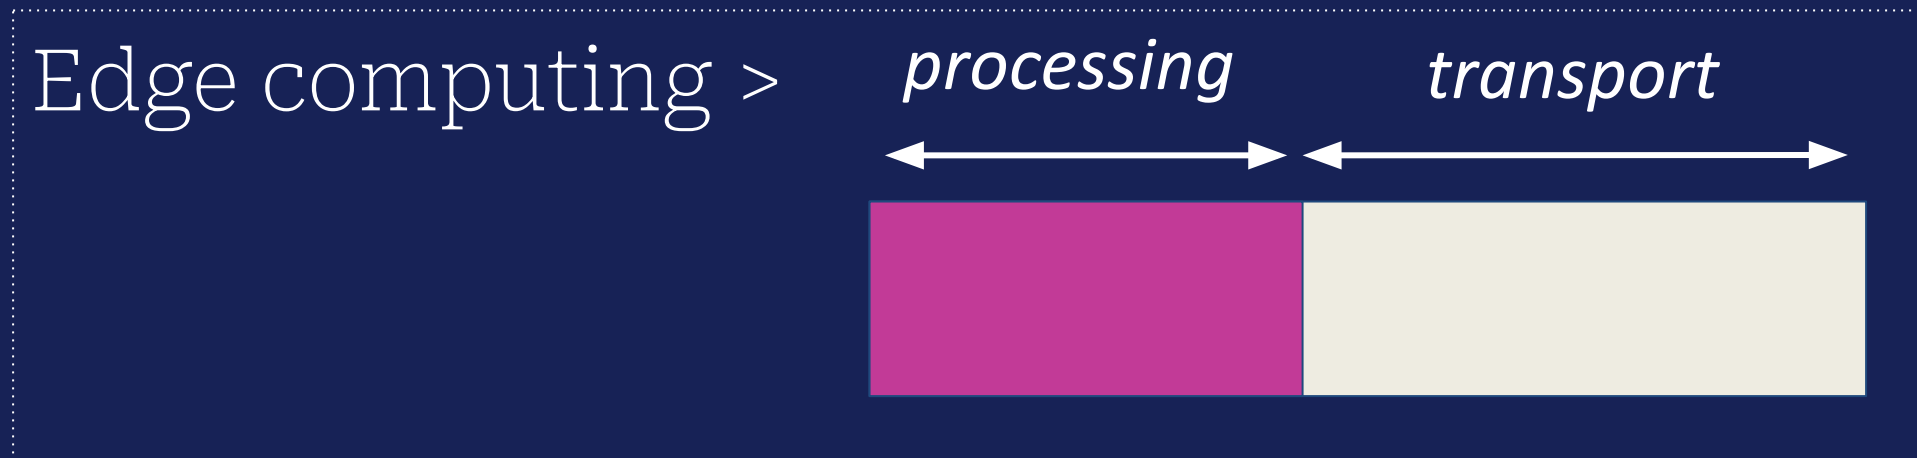 Edge computing >
processing
transport